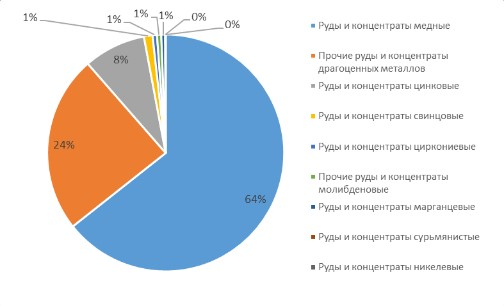 1%
1%
1%
1%
0%
0%
8%
24%
64%
Руды и концентраты медные
Прочие руды и концентраты
драгоценных металлов
Руды и концентраты цинковые
Руды и концентраты свинцовые
Руды и концентраты циркониевые
Прочие руды и концентраты
молибденовые
Руды и концентраты марганцевые
Руды и концентраты сурьмянистые
Руды и концентраты никелевые